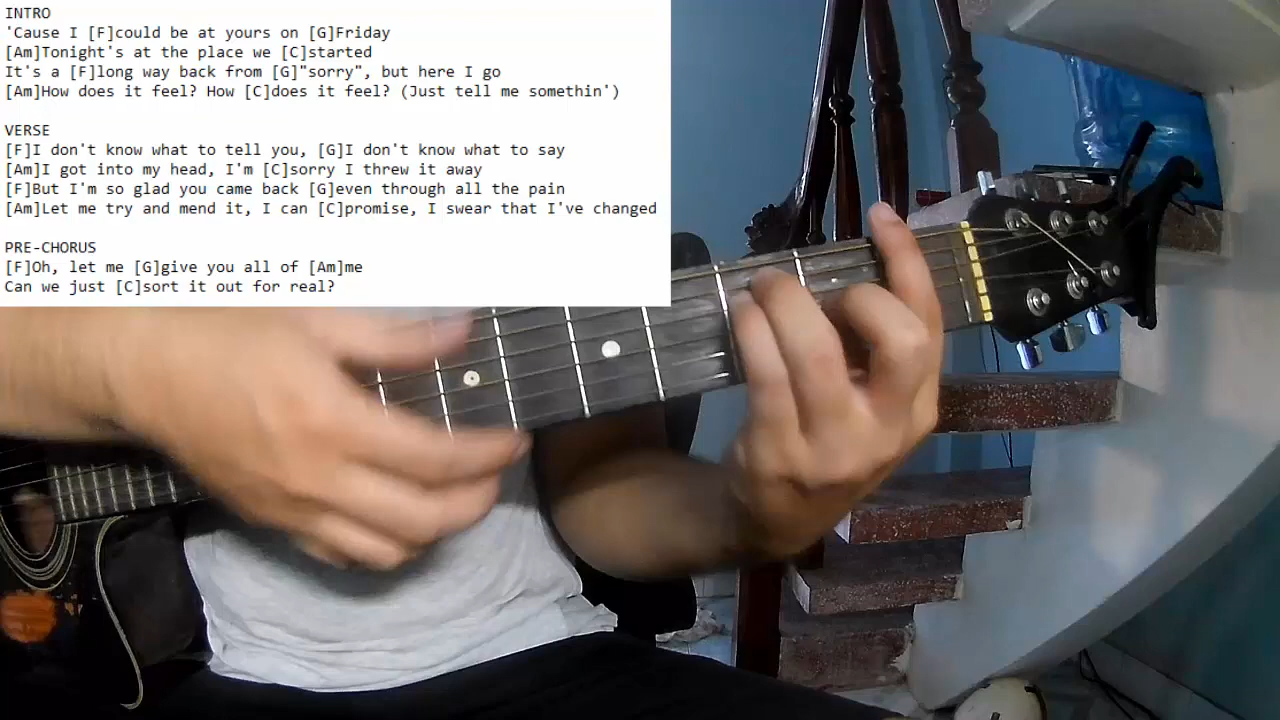 INTRO
'Cause I [F]could be at yours on [G]Friday
[Am]Tonight's at the place we [C]started
It's a [F]long way back from [G]"sorry", but here I go
[Am]How does it feel? How [C]does it feel? (Just tell me somethin')
VERSE
[F]I don't know what to tell you, [G]I don't know what to say
[Am]I got into my head, I'm [C]sorry I threw it away
[F]But I'm so glad you came back [G]even through all the pain
[Am]Let me try and mend it, I can [C]promise, I swear that I've changed
PRE-CHORUS
[F]Oh, let me [G]give you all of [Am]me
Can we just [C]sort it out for real?